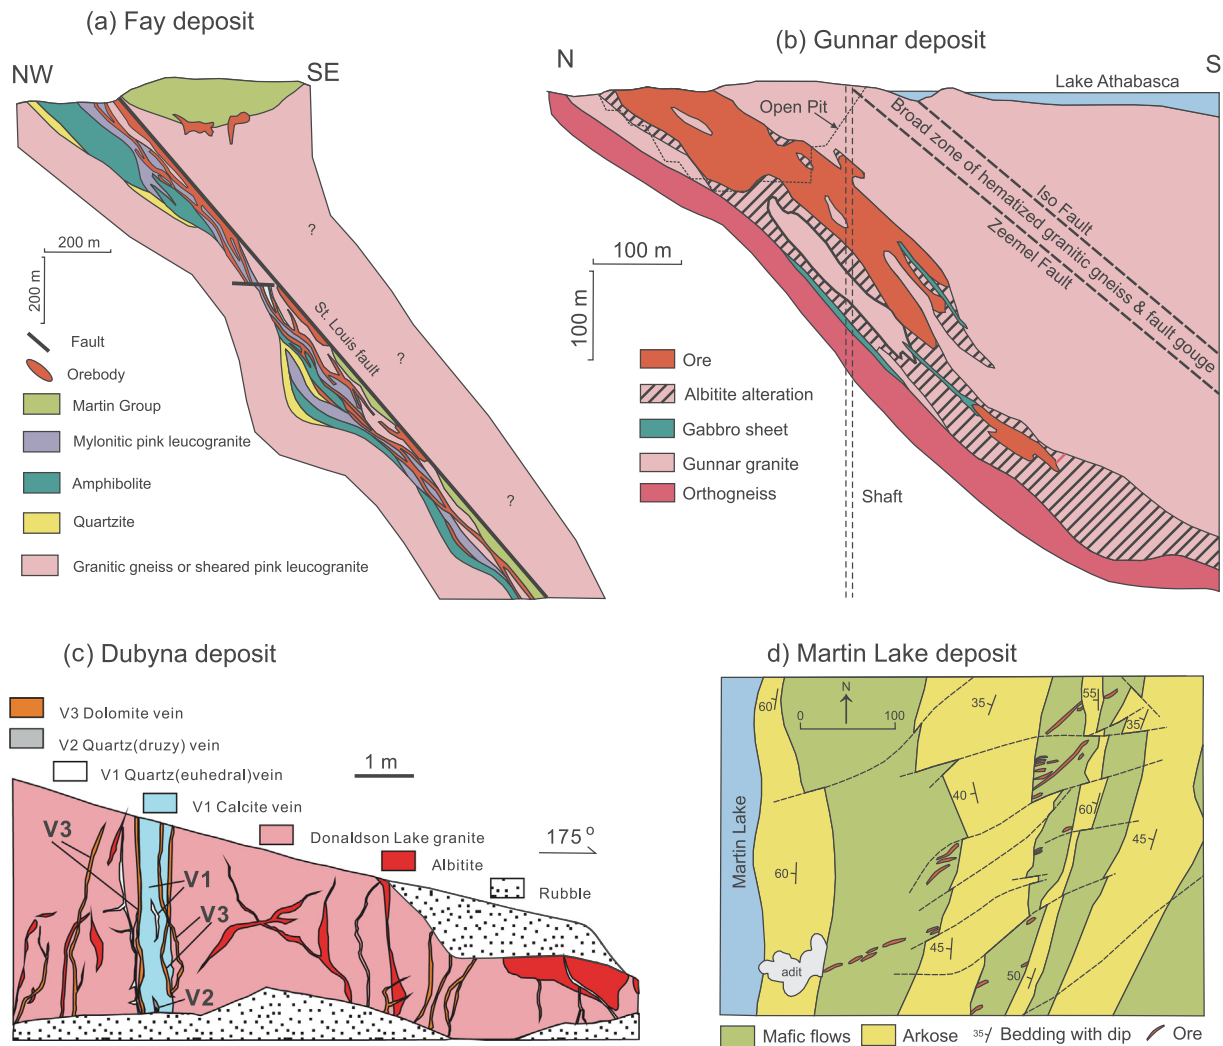 (a) Fay deposit
NW
SE
200 m
200 m
?
?
?
St. Louis fault
Fault
Orebody
Martin Group
Mylonitic pink leucogranite
Amphibolite
Quartzite
Granitic gneiss or sheared pink leucogranite
(b) Gunnar deposit
N
S
Lake Athabasca
Open Pit
Iso Fault
Broad zone of hematized granitic gneiss & fault gouge
Zeemel Fault
100 m
100 m
Ore
Albitite alteration
Gabbro sheet
Gunnar granite
Orthogneiss
Shaft
(c) Dubyna deposit
V3 Dolomite vein
V2 Quartz(druzy) vein
V1 Quartz(euhedral)vein
1 m
V1 Calcite vein
Donaldson Lake granite
175 o
Albitite
Rubble
V3
V1
V3
V2
d) Martin Lake deposit
N
0
100
60
35
55
35
40
60
45
60
45
50
Martin Lake
adit
Mafic flows
Arkose
35
Bedding with dip
Ore